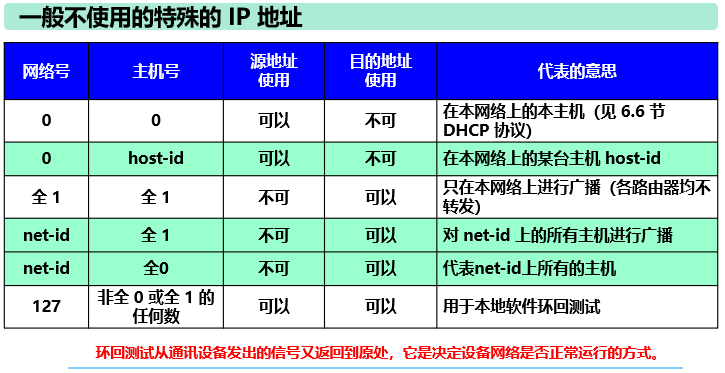 一般不使用的特殊的 IP 地址
网络号 主机号 源地址使用 目的地址使用 代表的意思
0 0 可以 不可 在本网络上的本主机（见 6.6 节 DHCP 协议）
0 host-id 可以 不可 在本网络上的某台主机 host-id
全 1 全 1 不可 可以 只在本网络上进行广播（各路由器均不转发）
net-id 全 1 不可 可以 对 net-id 上的所有主机进行广播
net-id 全0 不可 可以 代表net-id上所有的主机
127 非全 0 或全 1 的任何数 可以 可以 用于本地软件环回测试
环回测试从通讯设备发出的信号又返回到原处，它是决定设备网络是否正常运行的方式。